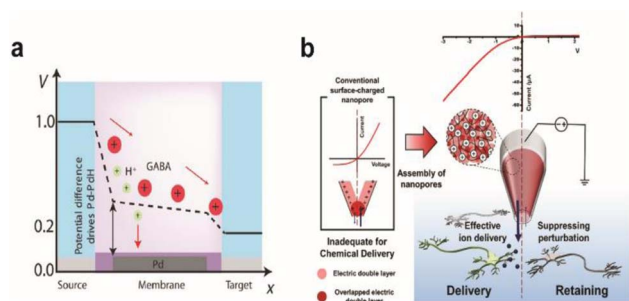 a
V
1.0
0.2
0.0
Potential difference
drives Pd-PdH
H+
GABA
Pd
Source
Membrane
Target
X
b
Conventional
surface-charged
nanopore
Current
Voltage
Inadequate for
Chemical Delivery
Electric double layer
Overlapped electric
double layer
Assembly of
nanopores
V
Current /µA
Effective
ion delivery
Suppressing
perturbation
Delivery
Retaining